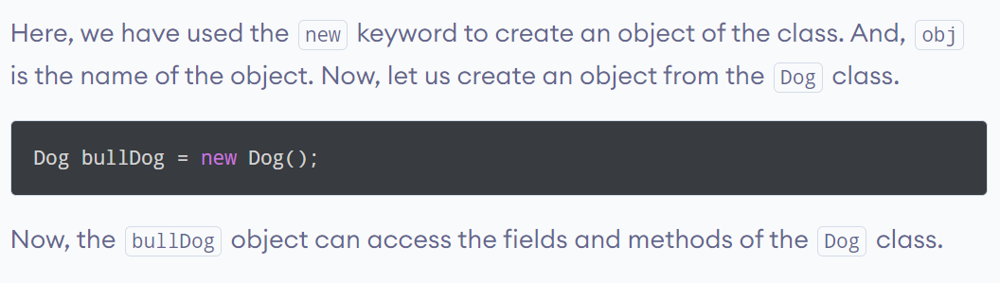 Here, we have used the new keyword to create an object of the class. And, obj
is the name of the object. Now, let us create an object from the Dog class.
Dog bullDog = new Dog();
Now, the bullDog object can access the fields and methods of the Dog class.